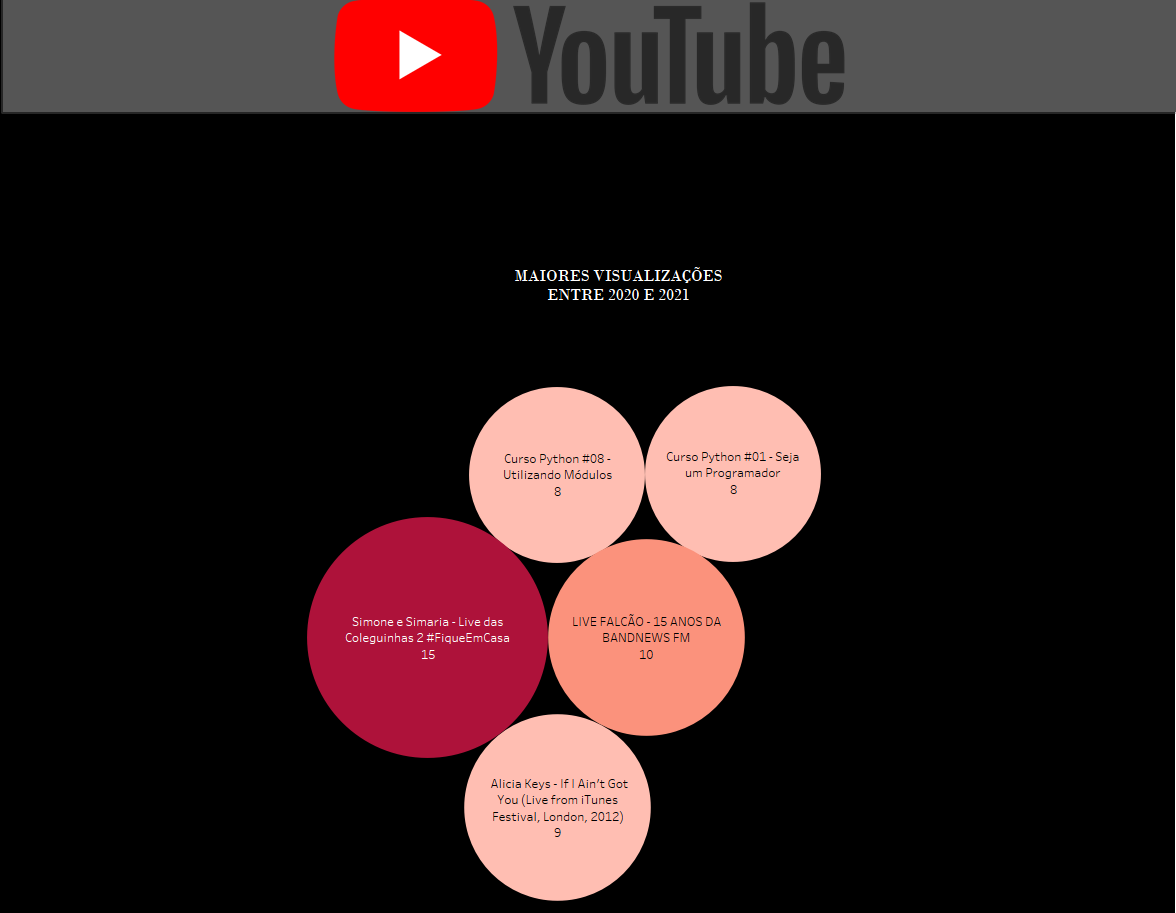 YouTube
MAIORES VISUALIZAÇÕES
ENTRE 2020 E 2021
Curso Python #08 -
Utilizando Módulos
8
Curso Python #01 - Seja
um Programador
8
Simone e Simaria - Live das
Coleguinhas 2 #FiqueEmCasa
15
LIVE FALCÃO - 15 ANOS DA
BANDNEWS FM
10
Alicia Keys - If I Ain’t Got
You (Live from iTunes
Festival, London, 2012)
9